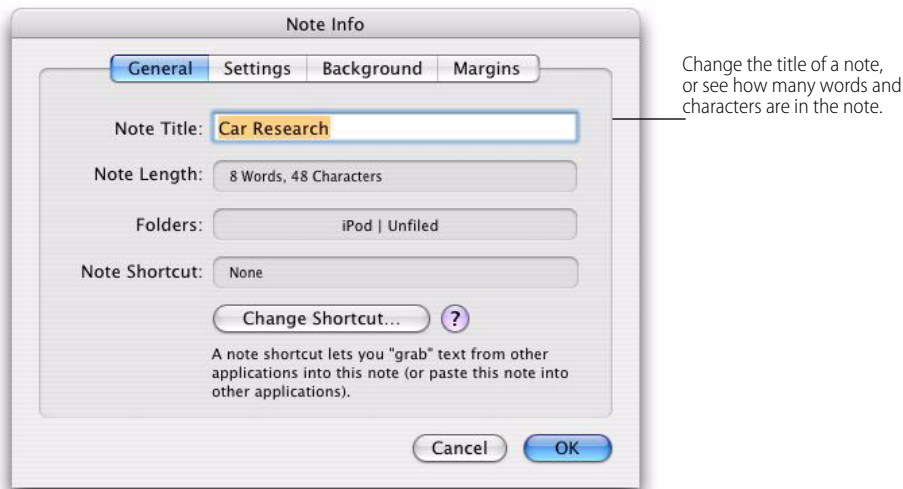 Note Info
General Settings Background Margins
Change the title of a note,
or see how many words and
characters are in the note.
Note Title: Car Research
Note Length: 8 Words, 48 Characters
Folders: iPod | Unfiled
Note Shortcut: None
Change Shortcut... ?
A note shortcut lets you "grab" text from other
applications into this note (or paste this note into
other applications).
Cancel OK